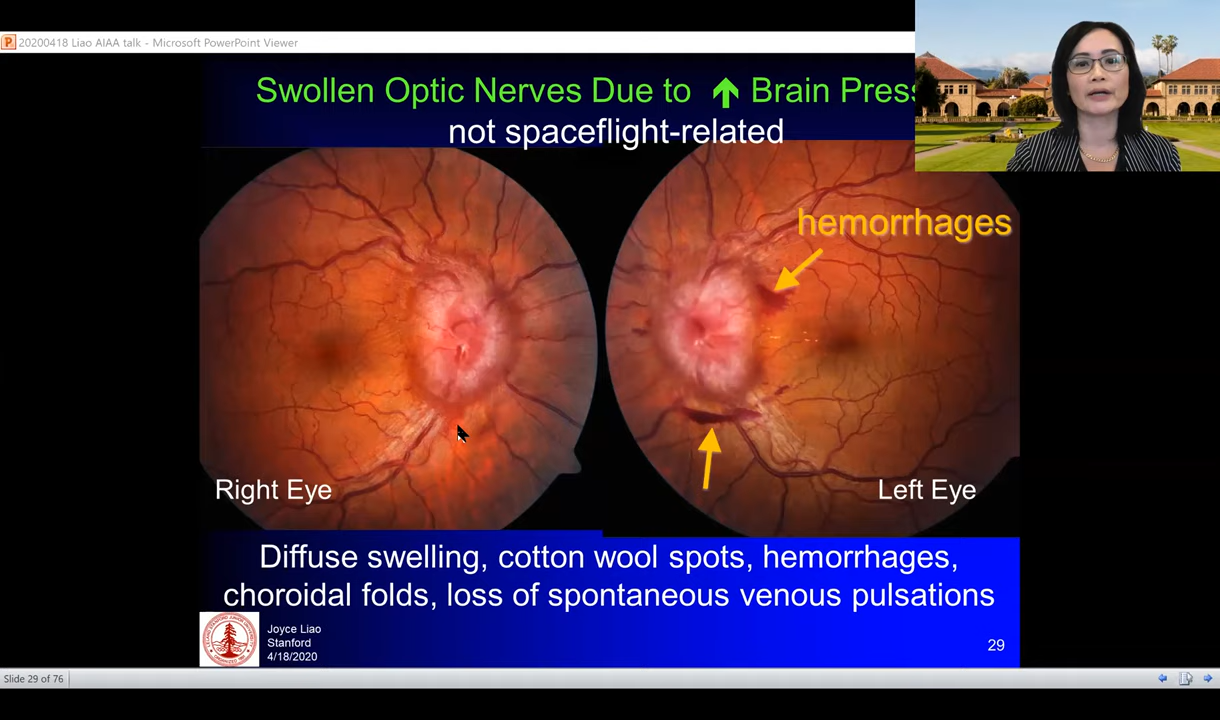 20200418 Liao AIAA talk - Microsoft PowerPoint Viewer
Swollen Optic Nerves Due to ↑ Brain Press
not spaceflight-related
hemorrhages
Right Eye
Left Eye
Diffuse swelling, cotton wool spots, hemorrhages,
choroidal folds, loss of spontaneous venous pulsations
Joyce Liao
Stanford
4/18/2020
29
Slide 29 of 76